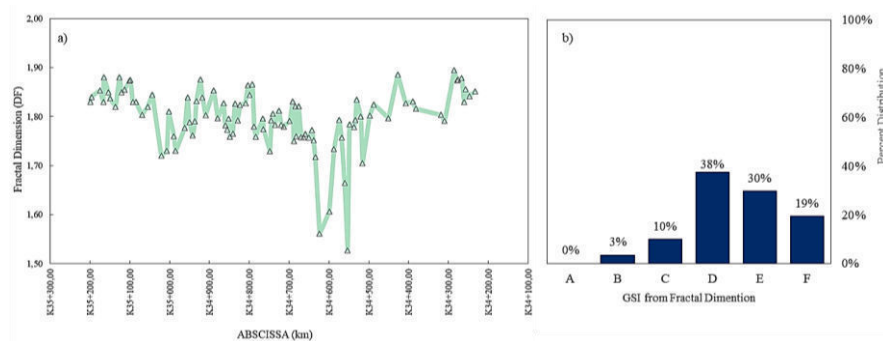 a)
2,00
1,90
1,80
1,70
1,60
1,50
Fractal Dimension (DF)
K35+300,00
K35+200,00
K35+100,00
K35+000,00
K34+900,00
K34+800,00
K34+700,00
K34+600,00
K34+500,00
K34+400,00
K34+300,00
K34+200,00
K34+100,00
ABSCISSA (km)
b)
100%
80%
60%
40%
20%
0%
Percent Distribution
0%
3%
10%
38%
30%
19%
A B C D E F
GSI from Fractal Dimention